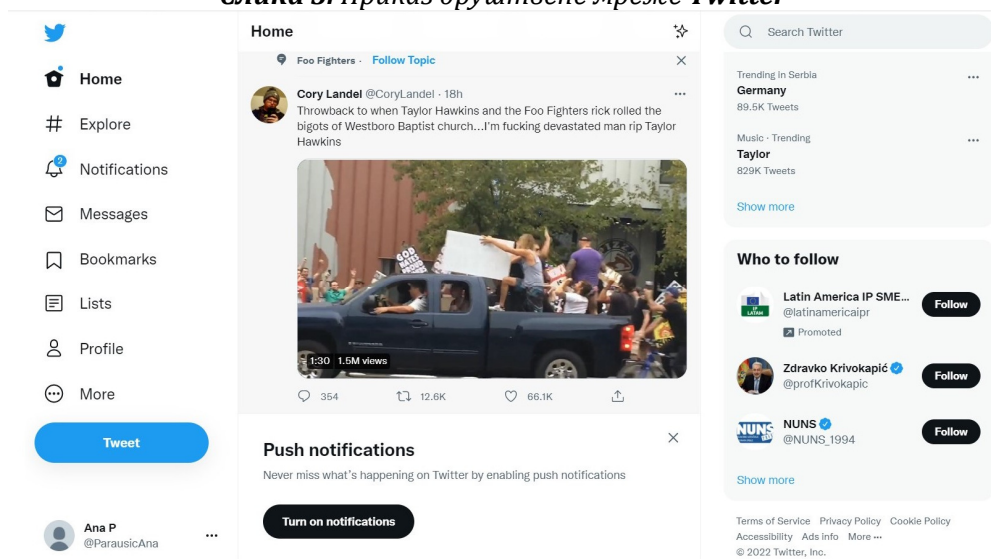 Слика 3. Приказ друштвене мреже Twitter
Home
Explore
2
Notifications
Messages
Bookmarks
Lists
Profile
More
Tweet
Ana P
@ParausicAna
Home
Foo Fighters · Follow Topic
Cory Landel @CoryLandel · 18h
Throwback to when Taylor Hawkins and the Foo Fighters rick rolled the
bigots of Westboro Baptist church...I'm fucking devastated man rip Taylor
Hawkins
GOD
HATES
1:30 1.5M views
354 12.6K 66.1K
Push notifications
Never miss what's happening on Twitter by enabling push notifications
Turn on notifications
Search Twitter
Trending in Serbia
Germany
89.5K Tweets
Music · Trending
Taylor
829K Tweets
Show more
Who to follow
IP
LATAM
Latin America IP SME...
@latinamericaipr
Promoted
Follow
Zdravko Krivokapić
@profKrivokapic
Follow
NUNS
NUNS
@NUNS_1994
Follow
Show more
Terms of Service Privacy Policy Cookie Policy
Accessibility Ads info More ...
© 2022 Twitter, Inc.